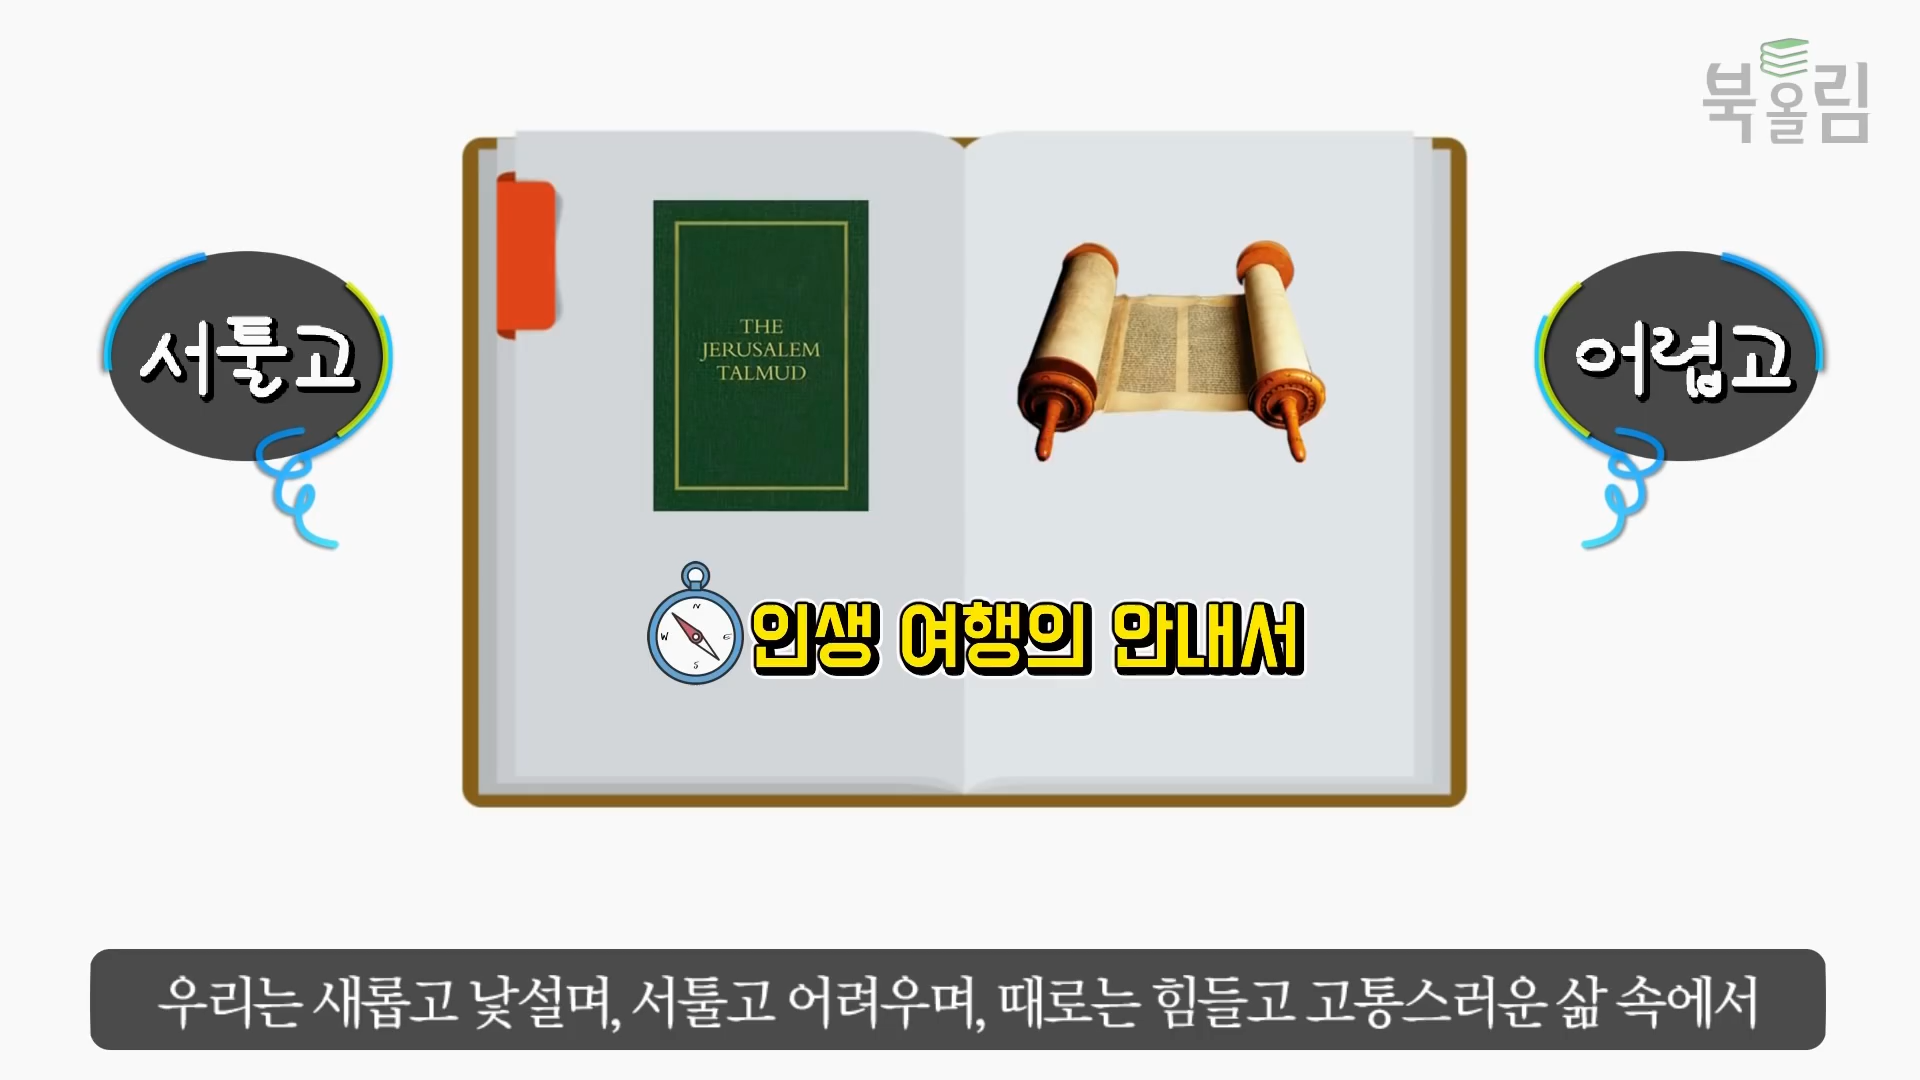 북올림
서툴고
THE
JERUSALEM
TALMUD
어렵고
N
W E
S
인생 여행의 안내서
우리는 새롭고 낯설며, 서툴고 어려우며, 때로는 힘들고 고통스러운 삶 속에서